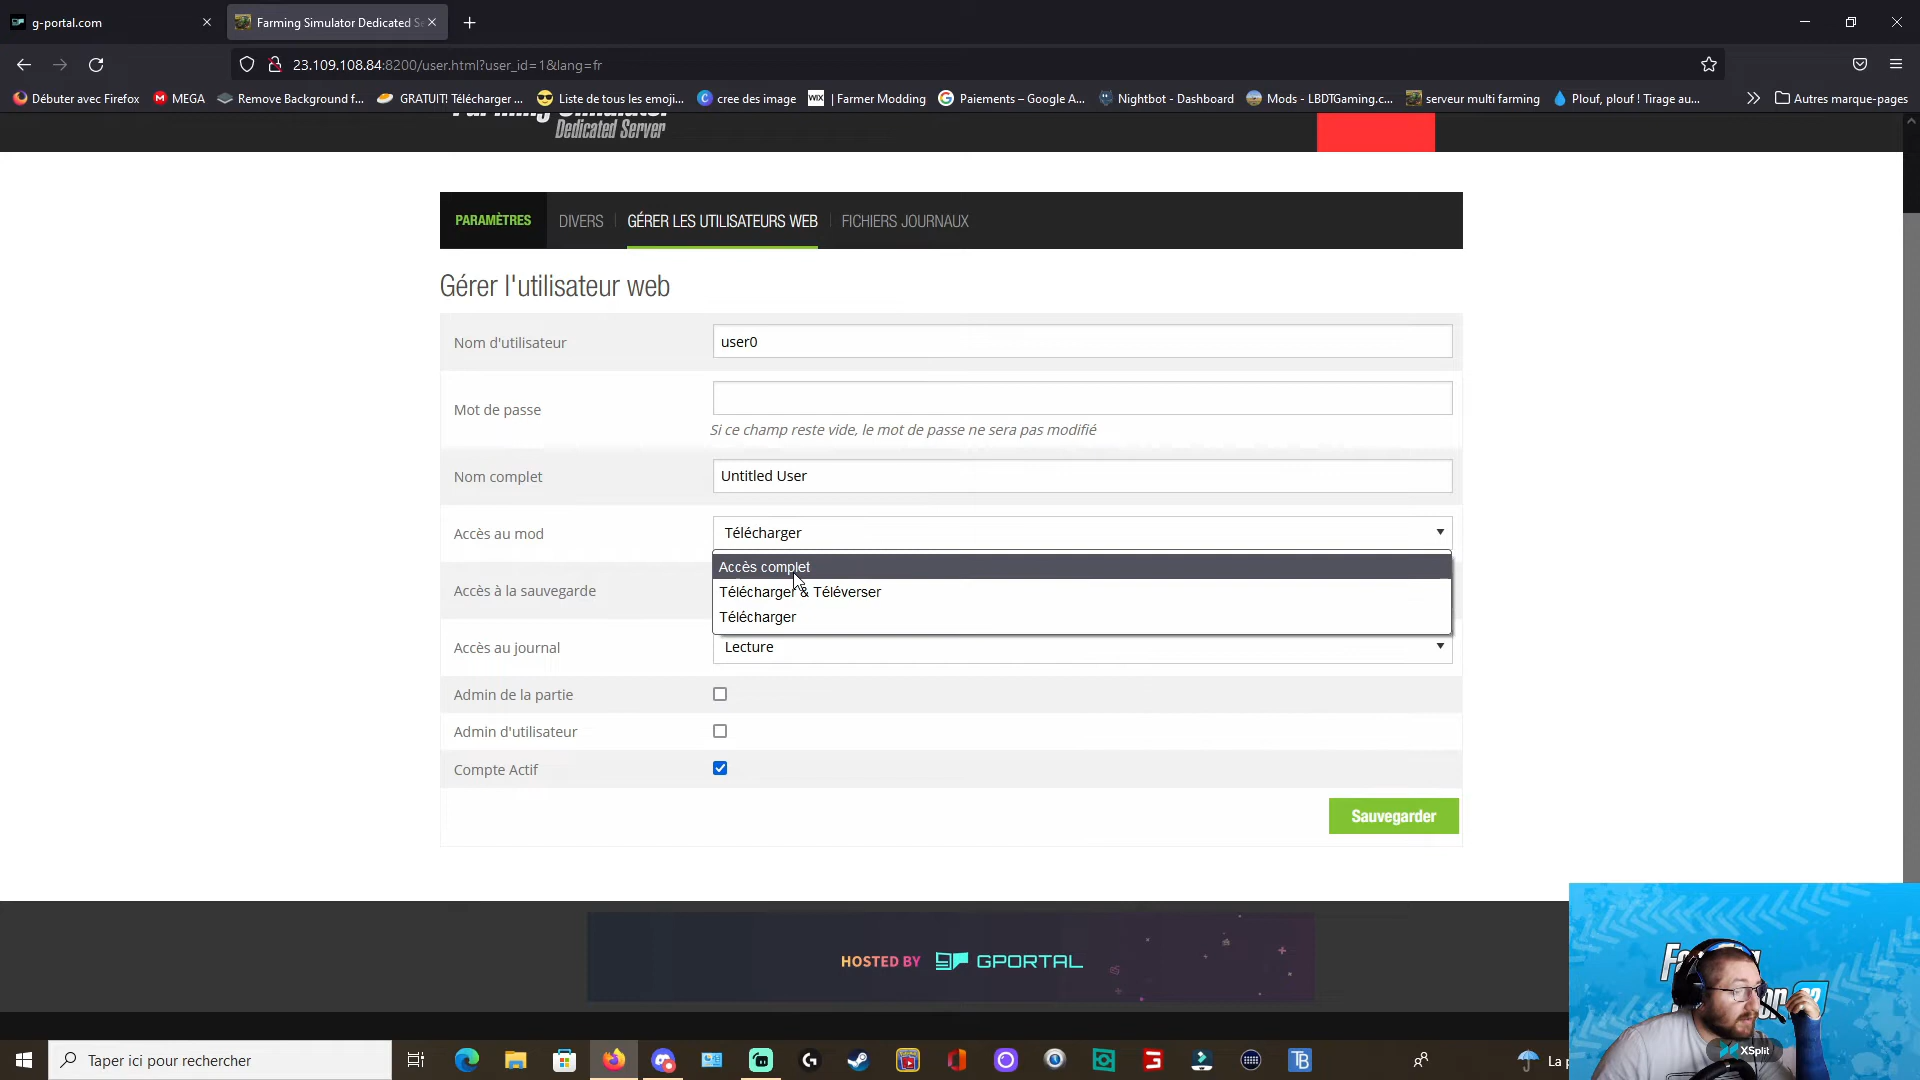 g-portal.com
Farming Simulator Dedicated Se
23.109.108.84:8200/user.html?user_id=1&lang=fr
Débuter avec Firefox
MEGA
Remove Background f...
GRATUIT! Télécharger ...
Liste de tous les emoji...
cree des image
WIX
| Farmer Modding
Paiements – Google A...
Nightbot - Dashboard
Mods - LBDTGaming.c...
serveur multi farming
Plouf, plouf ! Tirage au...
Autres marque-pages
Farming Simulator
Dedicated Server
PARAMÈTRES
DIVERS
GÉRER LES UTILISATEURS WEB
FICHIERS JOURNAUX
Gérer l'utilisateur web
Nom d'utilisateur
user0
Mot de passe
Si ce champ reste vide, le mot de passe ne sera pas modifié
Nom complet
Untitled User
Accès au mod
Télécharger
Accès complet
Télécharger & Téléverser
Télécharger
Accès à la sauvegarde
Accès au journal
Lecture
Admin de la partie
Admin d'utilisateur
Compte Actif
Sauvegarder
HOSTED BY GPORTAL
XSplit
Taper ici pour rechercher
TB
La